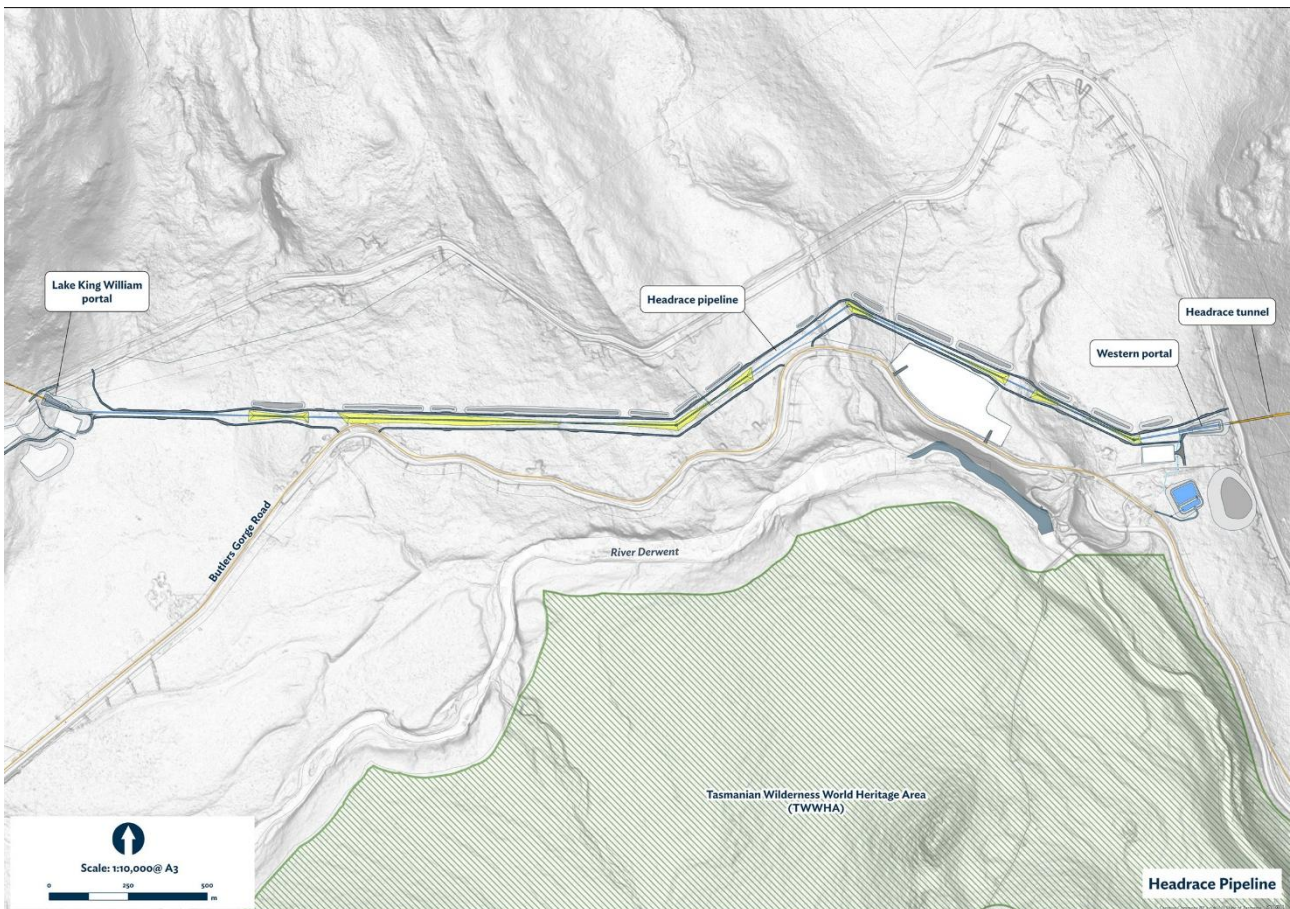 Lake King William
portal
Headrace pipeline
Headrace tunnel
Western portal
Butlers Gorge Road
River Derwent
Tasmanian Wilderness World Heritage Area
(TWWHA)
Scale: 1:10,000@ A3
0 250 500
m
Headrace Pipeline